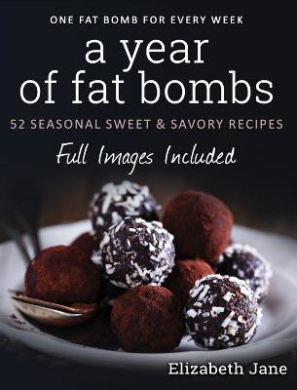 ONE FAT BOMB FOR EVERY WEEK
a year
of fat bombs
52 SEASONAL SWEET & SAVORY RECIPES
Full Images Included
Elizabeth Jane